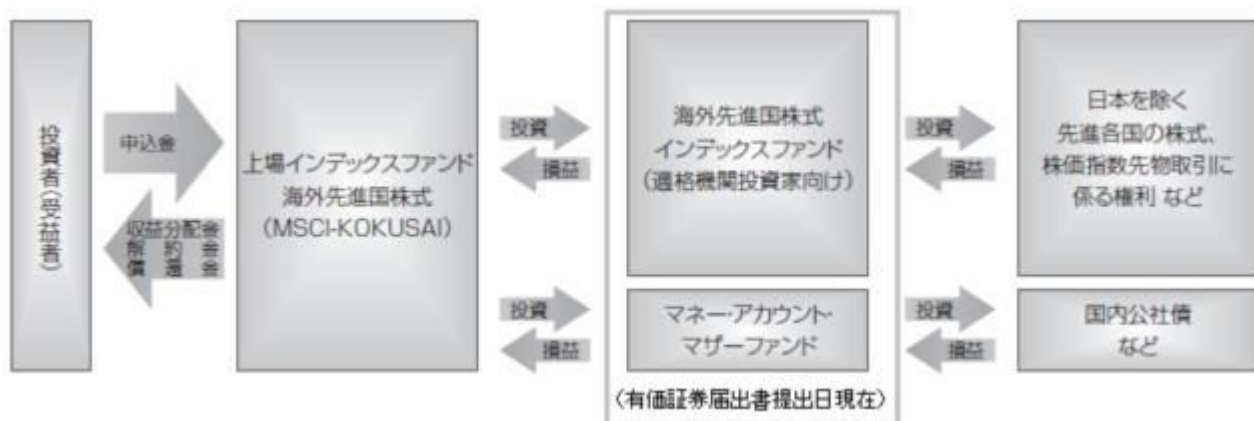 投資者(受益者)
申込金
収益分配金
解約金
償還金
上場インデックスファンド
海外先進国株式
(MSCI-KOKUSAI)
投資
損益
投資
損益
海外先進国株式
インデックスファンド
(適格機関投資家向け)
マネー・アカウント・
マザーファンド
(有価証券届出書提出日現在)
投資
損益
投資
損益
日本を除く
先進各国の株式、
株価指数先物取引に
係る権利 など
国内公社債
など